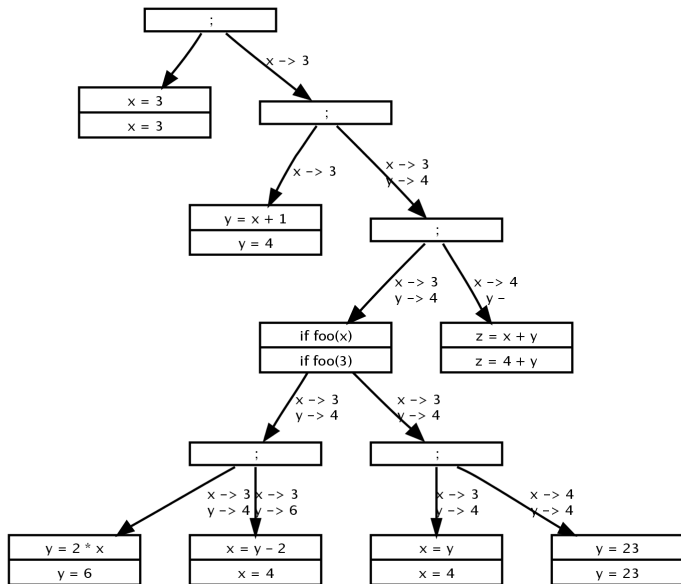 ;
x -> 3
x = 3
x = 3
;
x -> 3
x -> 3
y -> 4
y = x + 1
y = 4
;
x -> 3
y -> 4
x -> 4
y -
if foo(x)
if foo(3)
z = x + y
z = 4 + y
x -> 3
y -> 4
x -> 3
y -> 4
;
;
x -> 3
y -> 4
x -> 3
y -> 6
x -> 3
y -> 4
x -> 4
y -> 4
y = 2 * x
y = 6
x = y - 2
x = 4
x = y
x = 4
y = 23
y = 23